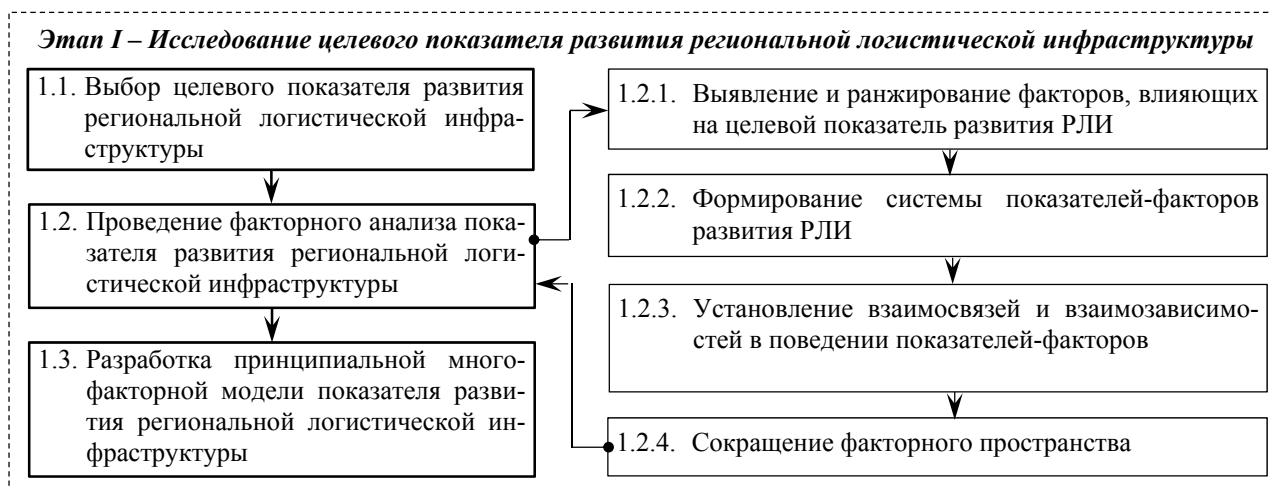 Этап I – Исследование целевого показателя развития региональной логистической инфраструктуры
1.1. Выбор целевого показателя развития
региональной логистической инфра-
структуры
1.2. Проведение факторного анализа пока-
зателя развития региональной логи-
стической инфраструктуры
1.3. Разработка принципиальной много-
факторной модели показателя разви-
тия региональной логистической ин-
фраструктуры
1.2.1. Выявление и ранжирование факторов, влияющих
на целевой показатель развития РЛИ
1.2.2. Формирование системы показателей-факторов
развития РЛИ
1.2.3. Установление взаимосвязей и взаимозависимо-
стей в поведении показателей-факторов
1.2.4. Сокращение факторного пространства